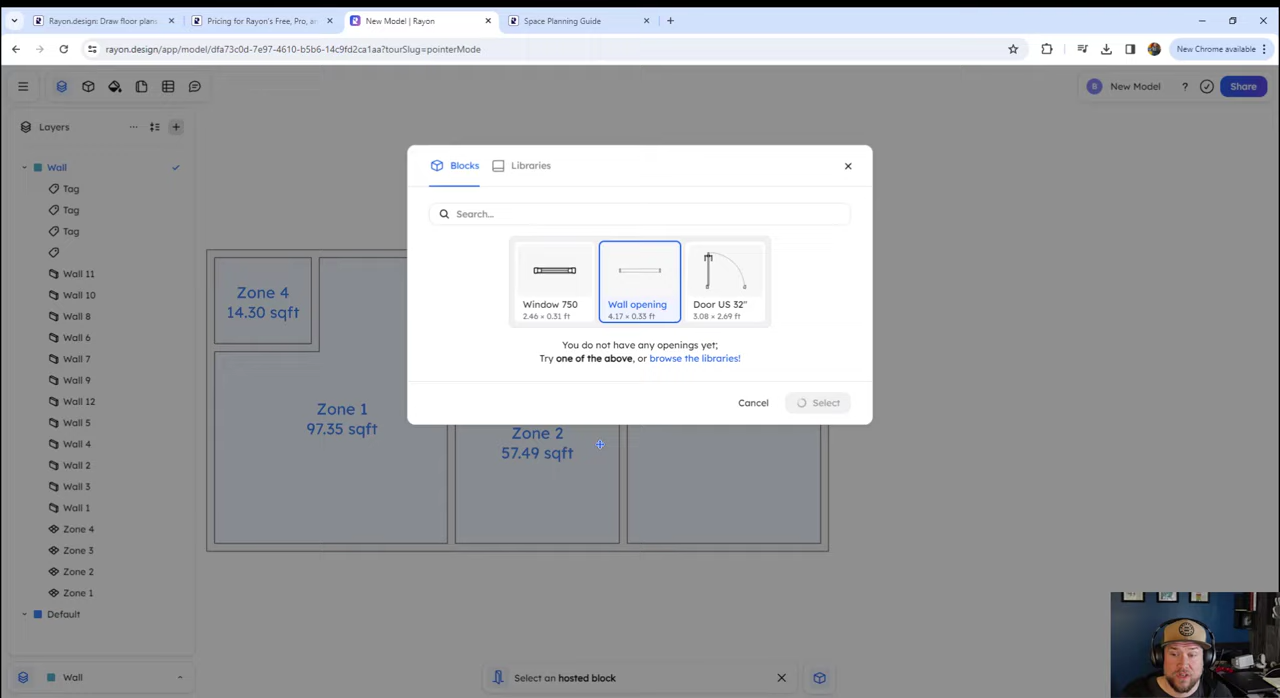 Rayon.design: Draw floor plans
Pricing for Rayon's Free, Pro, an
New Model | Rayon
Space Planning Guide
rayon.design/app/model/dfa73c0d-7e97-4610-b5b6-14c9fd2ca1aa?tourSlug=pointerMode
New Chrome available
B New Model ? Share
Layers
Wall
Tag
Tag
Tag
Wall 11
Wall 10
Wall 8
Wall 6
Wall 7
Wall 9
Wall 12
Wall 5
Wall 4
Wall 2
Wall 3
Wall 1
Zone 4
Zone 3
Zone 2
Zone 1
Default
Wall
Zone 4
14.30 sqft
Zone 1
97.35 sqft
Zone 2
57.49 sqft
Blocks Libraries
Search...
Window 750
2.46 × 0.31 ft
Wall opening
4.17 × 0.33 ft
Door US 32"
3.08 × 2.69 ft
You do not have any openings yet;
Try one of the above, or browse the libraries!
Cancel Select
Select an hosted block